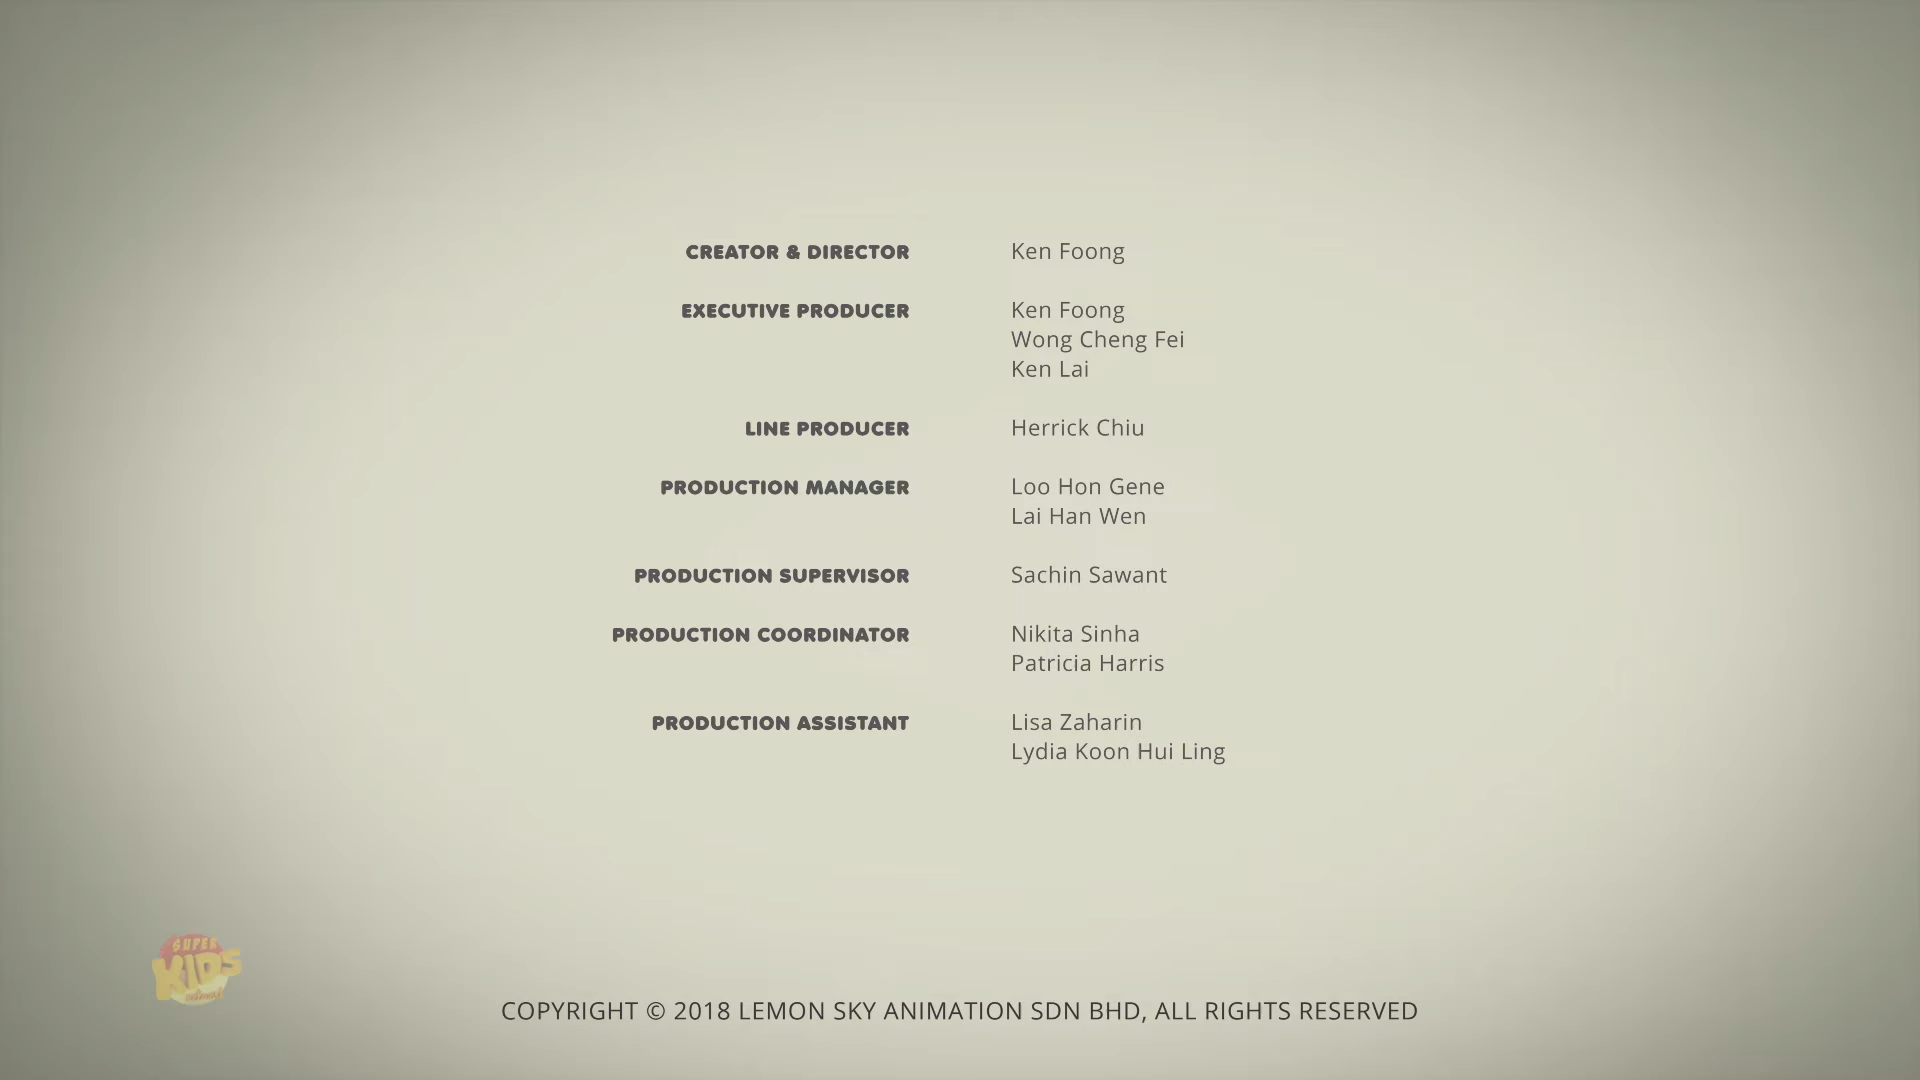 CREATOR & DIRECTOR Ken Foong
EXECUTIVE PRODUCER Ken Foong
Wong Cheng Fei
Ken Lai
LINE PRODUCER Herrick Chiu
PRODUCTION MANAGER Loo Hon Gene
Lai Han Wen
PRODUCTION SUPERVISOR Sachin Sawant
PRODUCTION COORDINATOR Nikita Sinha
Patricia Harris
PRODUCTION ASSISTANT Lisa Zaharin
Lydia Koon Hui Ling
SUPER
KIDS
COPYRIGHT © 2018 LEMON SKY ANIMATION SDN BHD, ALL RIGHTS RESERVED